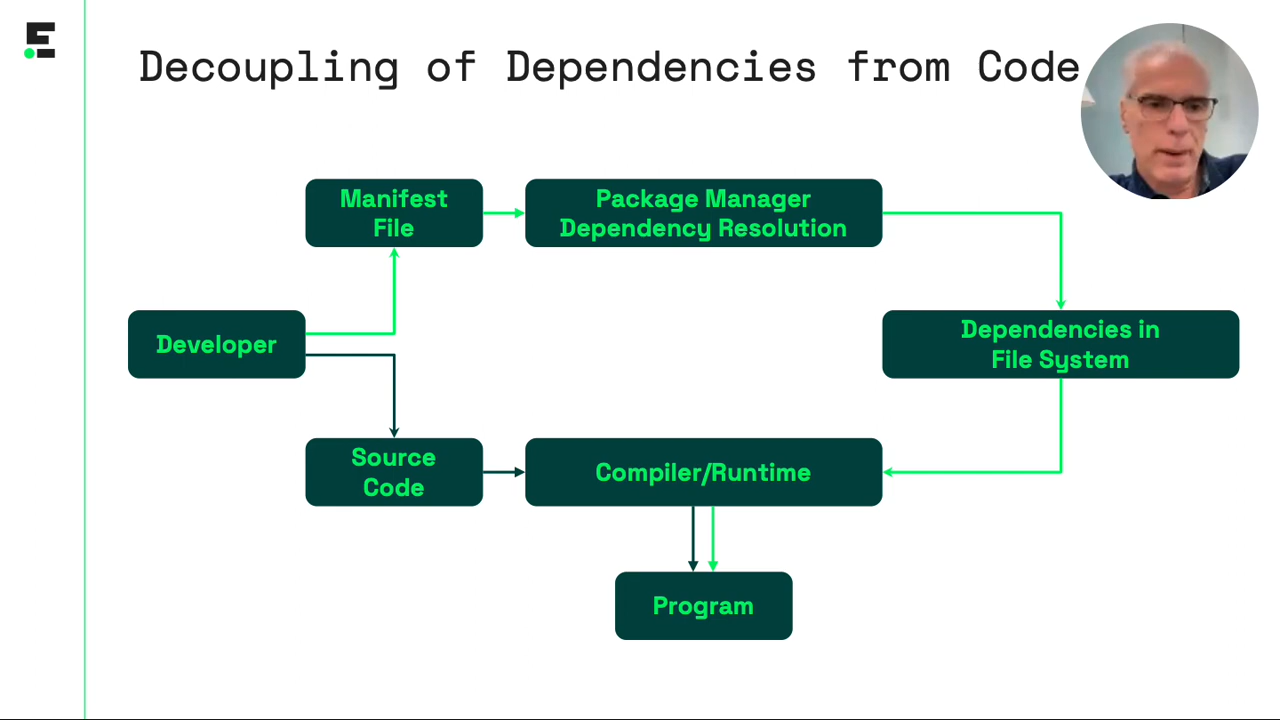 Decoupling of Dependencies from Code
Manifest
File
Package Manager
Dependency Resolution
Developer
Dependencies in
File System
Source
Code
Compiler/Runtime
Program